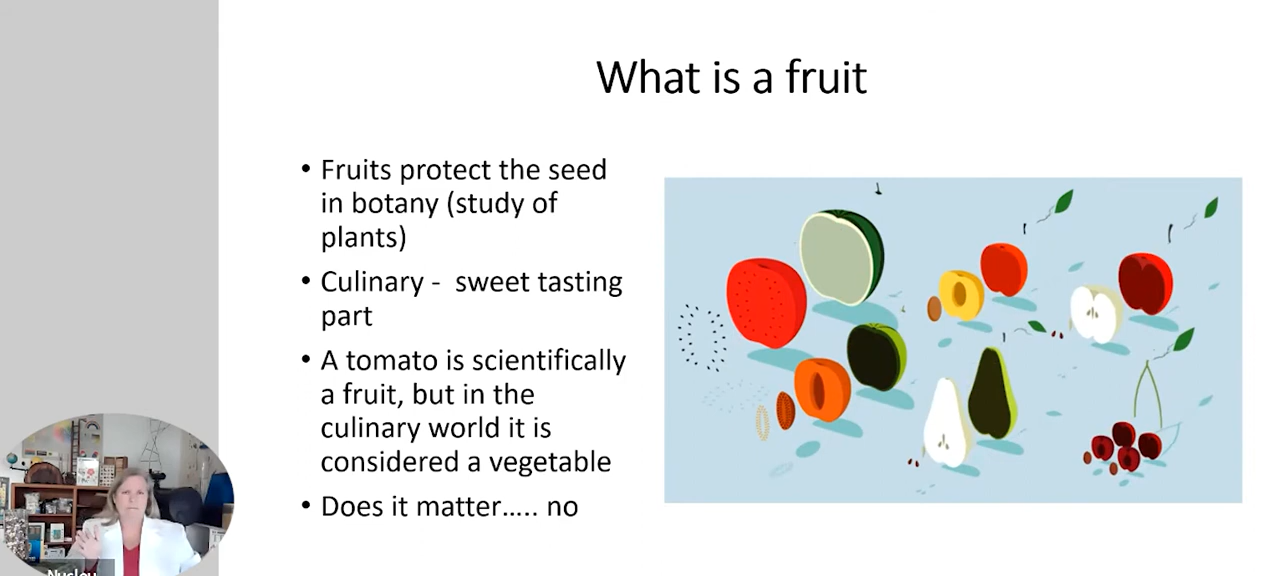 What is a fruit
• Fruits protect the seed
in botany (study of
plants)
• Culinary - sweet tasting
part
• A tomato is scientifically
a fruit, but in the
culinary world it is
considered a vegetable
• Does it matter….. no